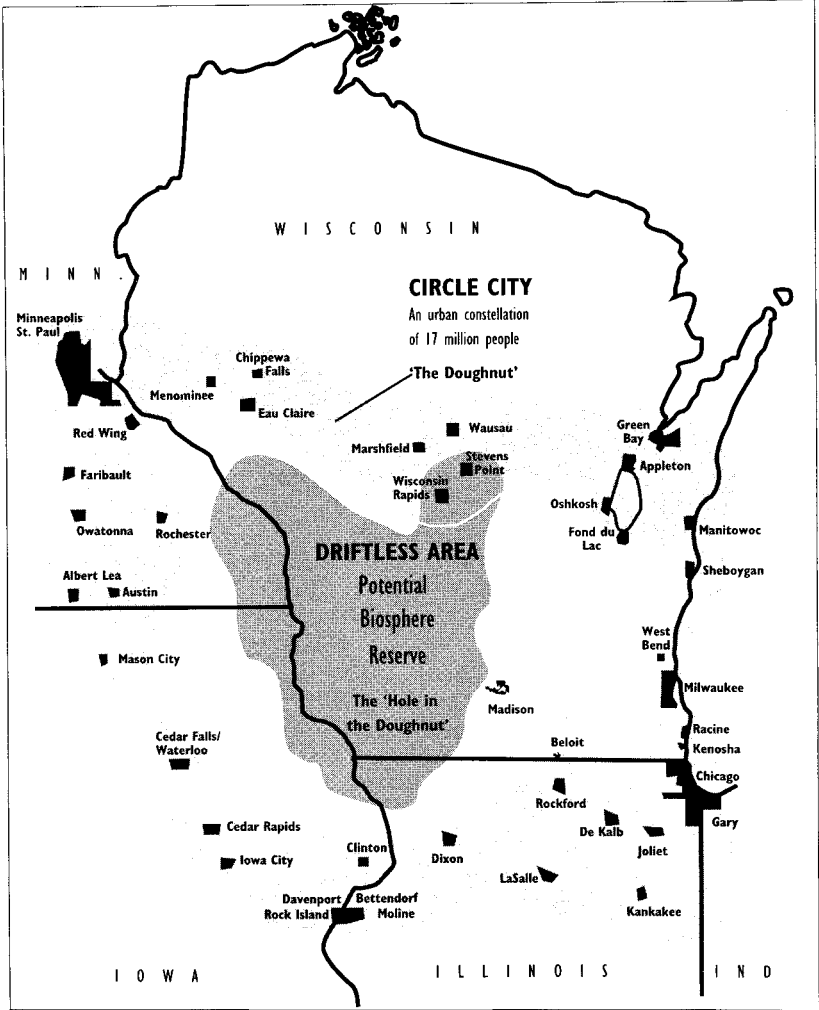 WISCONSIN
MINN.
CIRCLE CITY
An urban constellation
of 17 million people
'The Doughnut'
Minneapolis
St. Paul
Chippewa
Falls
Menominee
Eau Claire
Red Wing
Wausau
Marshfield
Stevens
Point
Wisconsin
Rapids
Green
Bay
Appleton
Faribault
Oshkosh
Fond du
Lac
Manitowoc
Owatonna
Rochester
DRIFTLESS AREA
Potential
Biosphere
Reserve
The 'Hole in
the Doughnut'
Sheboygan
Albert Lea
Austin
Mason City
West
Bend
Milwaukee
Madison
Racine
Kenosha
Beloit
Cedar Falls/
Waterloo
Chicago
Rockford
Gary
De Kalb
Joliet
Cedar Rapids
Iowa City
Clinton
Dixon
LaSalle
Kankakee
Davenport Bettendorf
Rock Island Moline
IOWA
ILLINOIS
IND